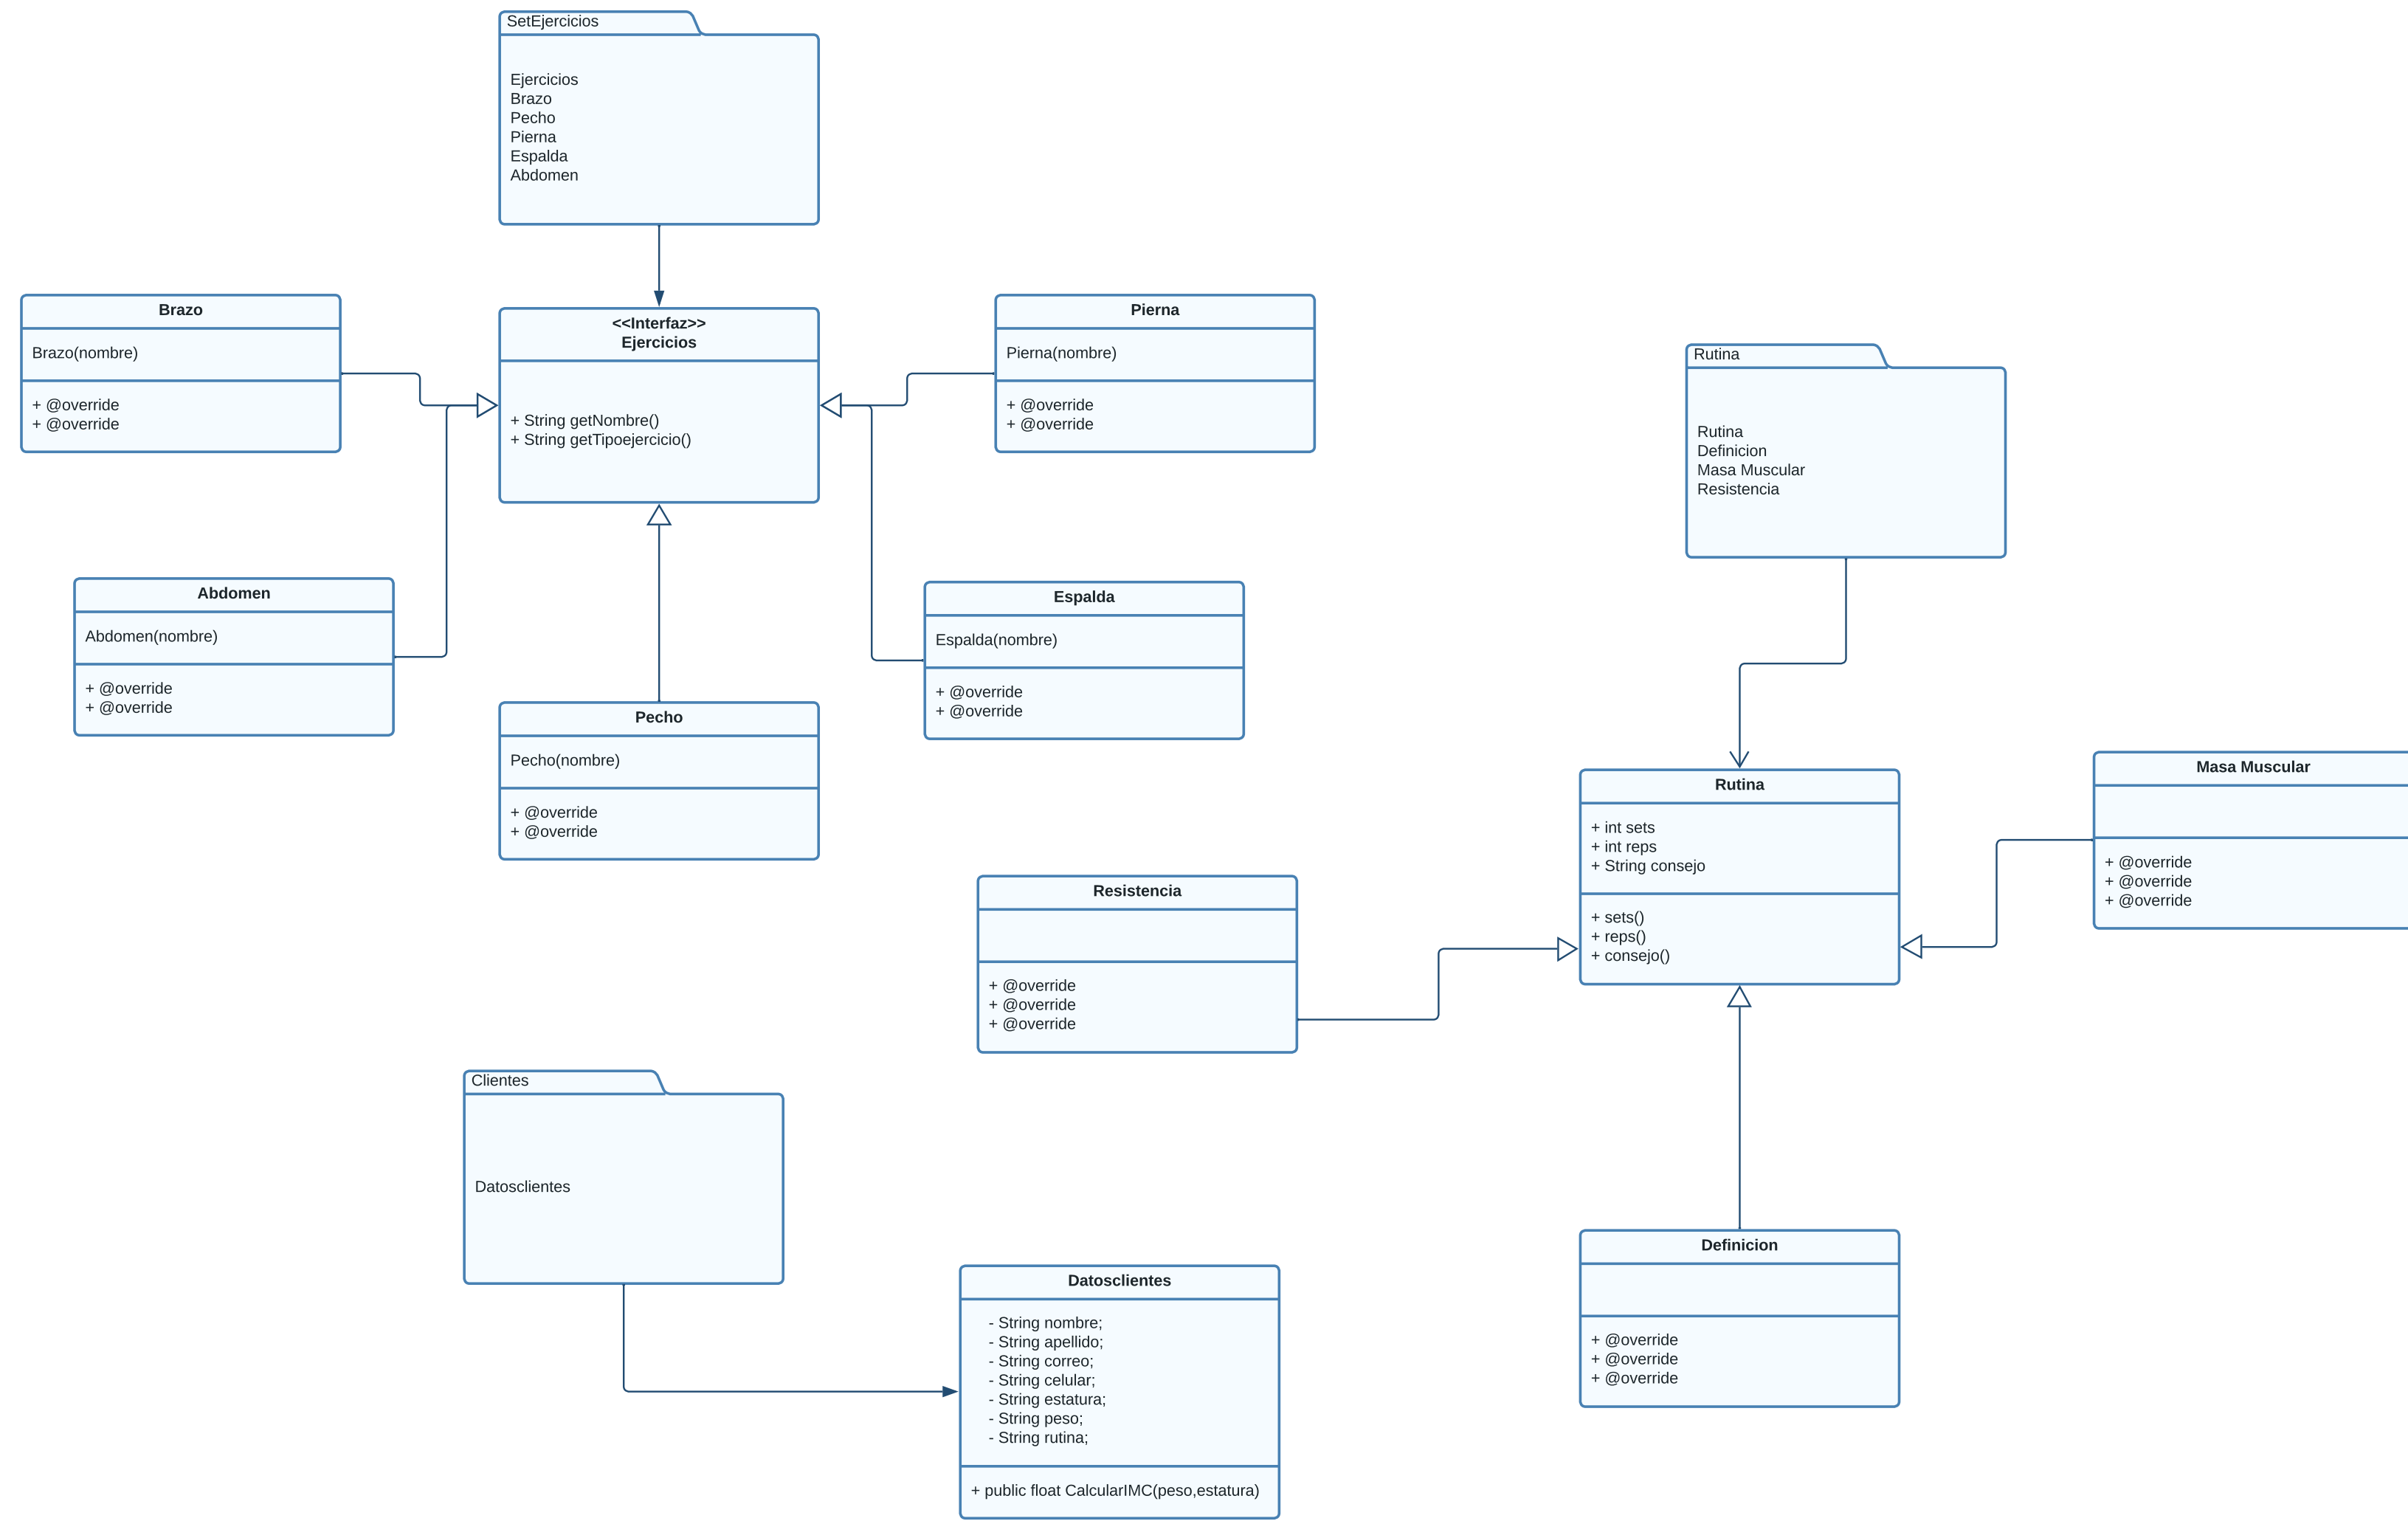 SetEjercicios
Ejercicios
Brazo
Pecho
Pierna
Espalda
Abdomen
Brazo
Brazo(nombre)
+ @override
+ @override
<<Interfaz>>
Ejercicios
+ String getNombre()
+ String getTipoejercicio()
Pierna
Pierna(nombre)
+ @override
+ @override
Rutina
Rutina
Definicion
Masa Muscular
Resistencia
Abdomen
Abdomen(nombre)
+ @override
+ @override
Espalda
Espalda(nombre)
+ @override
+ @override
Pecho
Pecho(nombre)
+ @override
+ @override
Rutina
+ int sets
+ int reps
+ String consejo
+ sets()
+ reps()
+ consejo()
Masa Muscular
+ @override
+ @override
+ @override
Resistencia
+ @override
+ @override
+ @override
Clientes
Datosclientes
Datosclientes
- String nombre;
- String apellido;
- String correo;
- String celular;
- String estatura;
- String peso;
- String rutina;
+ public float CalcularIMC(peso,estatura)
Definicion
+ @override
+ @override
+ @override